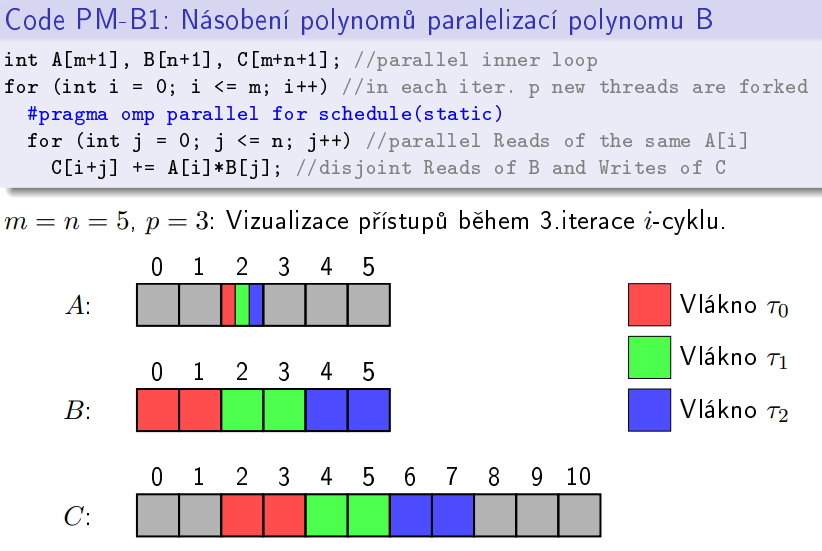 Code PM-B1: Násobení polynomů paralelizací polynomu B
int A[m+1], B[n+1], C[m+n+1]; //parallel inner loop
for (int i = 0; i <= m; i++) //in each iter. p new threads are forked
#pragma omp parallel for schedule(static)
for (int j = 0; j <= n; j++) //parallel Reads of the same A[i]
C[i+j] += A[i]*B[j]; //disjoint Reads of B and Writes of C
m = n = 5, p = 3: Vizualizace přístupů během 3.iterace i-cyklu.
0 1 2 3 4 5
A:
Vlákno τ0
Vlákno τ1
Vlákno τ2
0 1 2 3 4 5
B:
0 1 2 3 4 5 6 7 8 9 10
C: